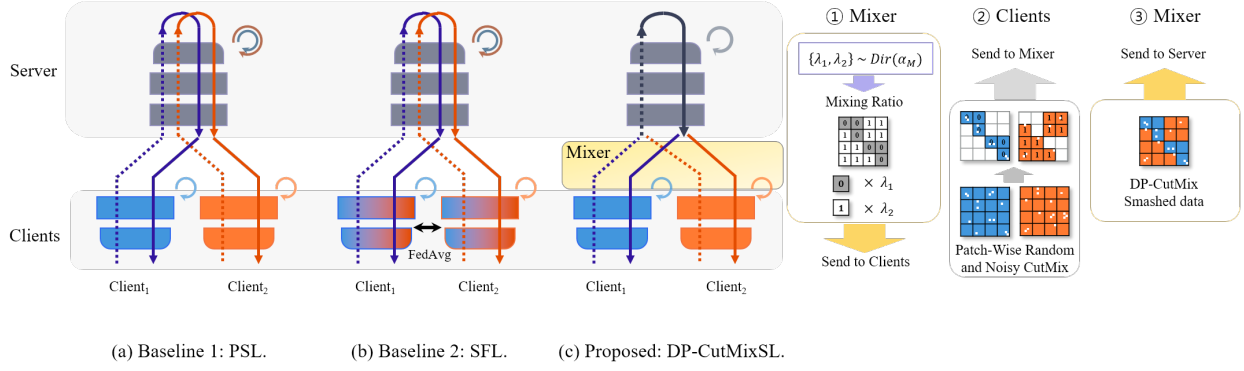 Server
Clients
Mixer
FedAvg
Client₁
Client₂
Client₁
Client₂
Client₁
Client₂
(a) Baseline 1: PSL.
(b) Baseline 2: SFL.
(c) Proposed: DP-CutMixSL.
① Mixer
{λ₁, λ₂} ~ Dir(α_M)
Mixing Ratio
0 0 1 1
1 0 1 1
1 1 0 0
1 1 1 0
0 × λ₁
1 × λ₂
Send to Clients
② Clients
Send to Mixer
Patch-Wise Random
and Noisy CutMix
③ Mixer
Send to Server
DP-CutMix
Smashed data